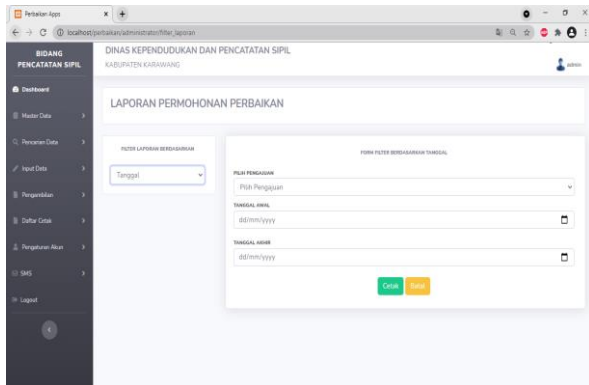 Perbaikan Apps
localhost/perbaikan/administrator/filter_laporan
BIDANG
PENCATATAN SIPIL
DINAS KEPENDUDUKAN DAN PENCATATAN SIPIL
KABUPATEN KARAWANG
admin
Dashboard
Master Data
Pencarian Data
Input Data
Pengambilan
Daftar Cetak
Pengaturan Akun
SMS
Logout
LAPORAN PERMOHONAN PERBAIKAN
FILTER LAPORAN BERDASARKAN
Tanggal
FORM FILTER BERDASARKAN TANGGAL
PILIH PENGAJUAN
Pilih Pengajuan
TANGGAL AWAL
dd/mm/yyyy
TANGGAL AKHIR
dd/mm/yyyy
Cetak
Batal